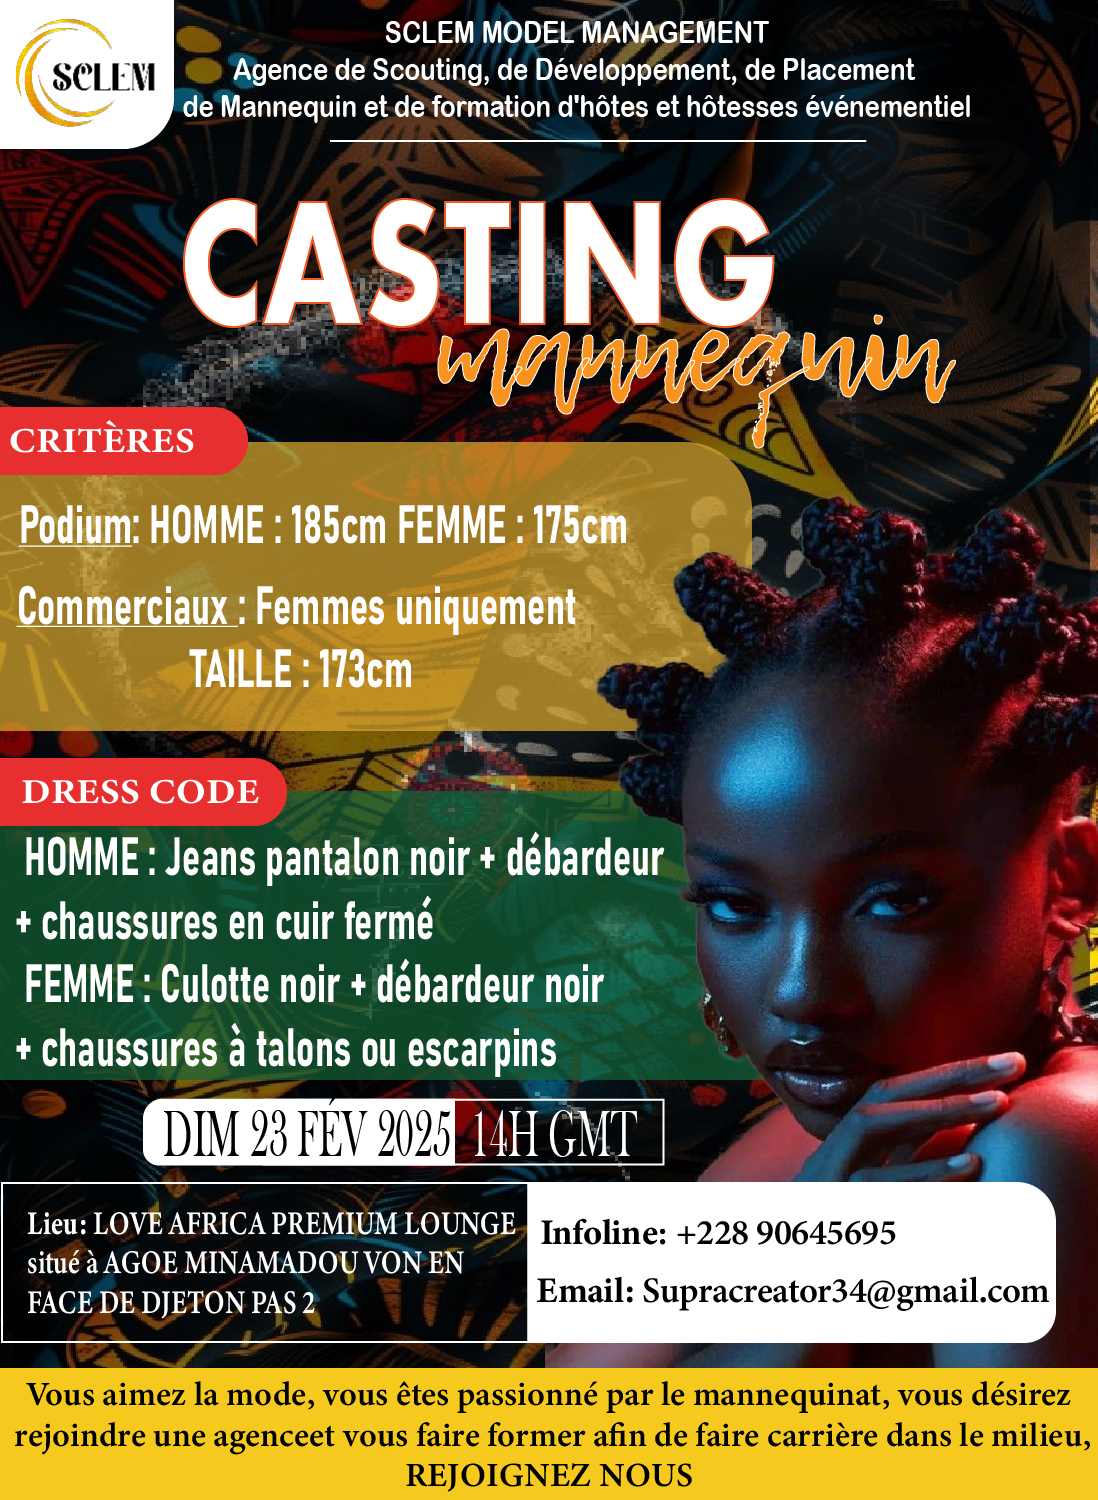 SCLEM
SCLEM MODEL MANAGEMENT
Agence de Scouting, de Développement, de Placement
de Mannequin et de formation d'hôtes et hôtesses événementiel
CASTING
mannequin
CRITÈRES
Podium: HOMME : 185cm FEMME : 175cm
Commerciaux : Femmes uniquement
TAILLE : 173cm
DRESS CODE
HOMME : Jeans pantalon noir + débardeur
+ chaussures en cuir fermé
FEMME : Culotte noir + débardeur noir
+ chaussures à talons ou escarpins
DIM 23 FÉV 2025 14H GMT
Lieu: LOVE AFRICA PREMIUM LOUNGE
situé à AGOE MINAMADOU VON EN
FACE DE DJETON PAS 2
Infoline: +228 90645695
Email: Supracreator34@gmail.com
Vous aimez la mode, vous êtes passionné par le mannequinat, vous désirez
rejoindre une agenceet vous faire former afin de faire carrière dans le milieu,
REJOIGNEZ NOUS